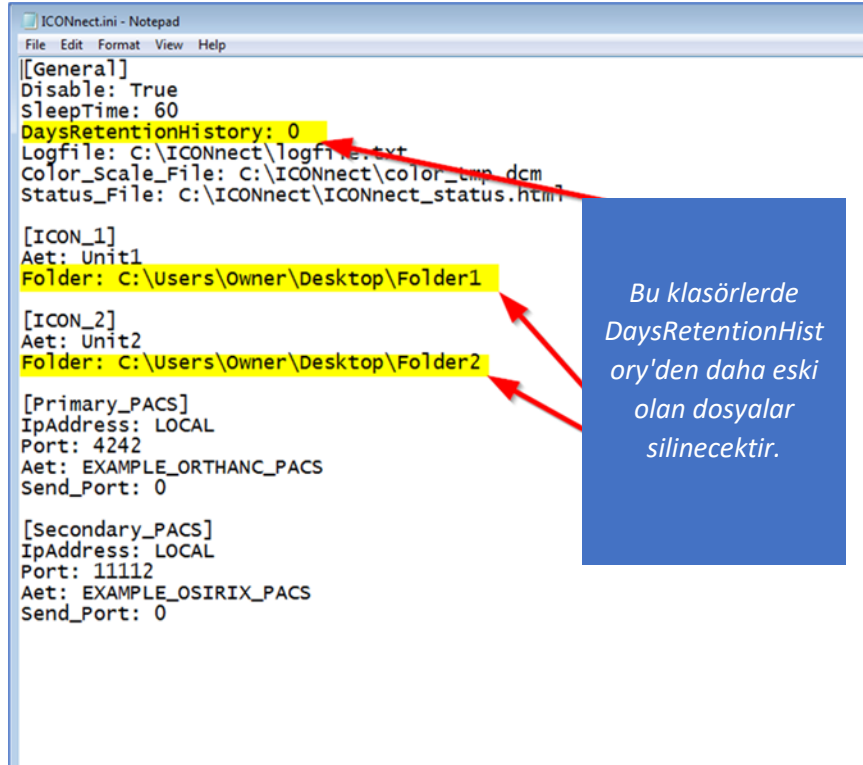 ICONnect.ini - Notepad
File Edit Format View Help
[General]
Disable: True
SleepTime: 60
DaysRetentionHistory: 0
Logfile: C:\ICONnect\logfile.txt
Color_Scale_File: C:\ICONnect\color_tmp.dcm
Status_File: C:\ICONnect\ICONnect_status.html
[ICON_1]
Aet: Unit1
Folder: C:\Users\Owner\Desktop\Folder1
[ICON_2]
Aet: Unit2
Folder: C:\Users\Owner\Desktop\Folder2
[Primary_PACS]
IpAddress: LOCAL
Port: 4242
Aet: EXAMPLE_ORTHANC_PACS
Send_Port: 0
[Secondary_PACS]
IpAddress: LOCAL
Port: 11112
Aet: EXAMPLE_OSIRIX_PACS
Send_Port: 0
Bu klasörlerde
DaysRetentionHist
ory'den daha eski
olan dosyalar
silinecektir.